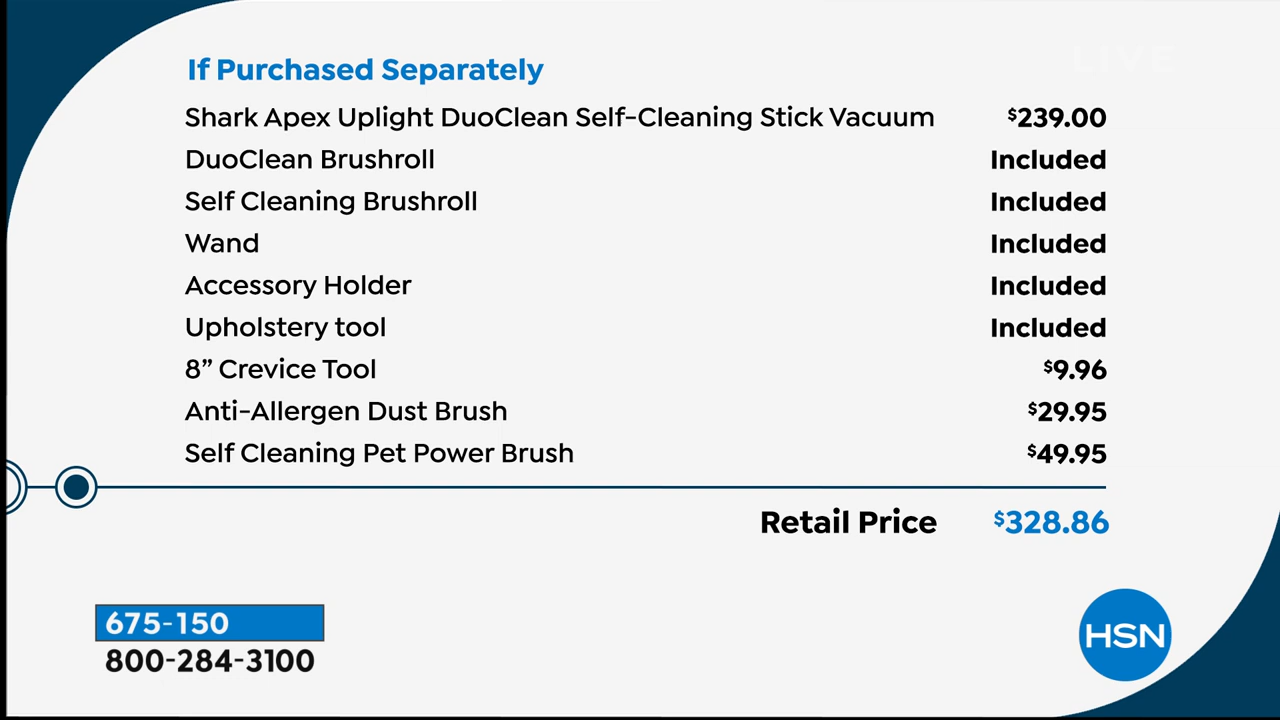 LIVE
If Purchased Separately
Shark Apex Uplight DuoClean Self-Cleaning Stick Vacuum $239.00
DuoClean Brushroll Included
Self Cleaning Brushroll Included
Wand Included
Accessory Holder Included
Upholstery tool Included
8” Crevice Tool $9.96
Anti-Allergen Dust Brush $29.95
Self Cleaning Pet Power Brush $49.95
Retail Price $328.86
675-150
800-284-3100
HSN